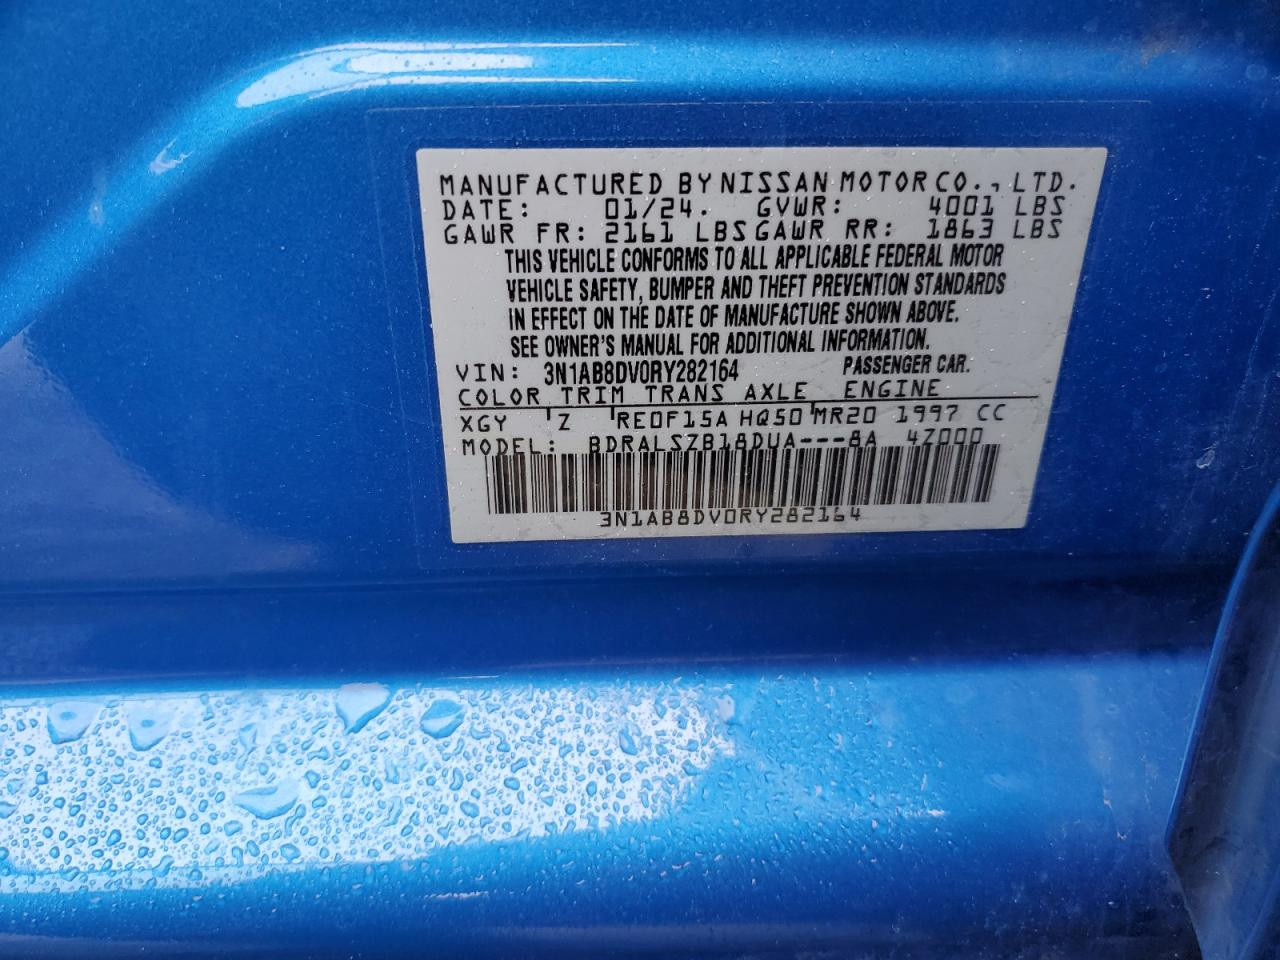 MANUFACTURED BY NISSAN MOTOR CO., LTD.
DATE: 01/24. GVWR: 4001 LBS
GAWR FR: 2161 LBS GAWR RR: 1863 LBS
THIS VEHICLE CONFORMS TO ALL APPLICABLE FEDERAL MOTOR
VEHICLE SAFETY, BUMPER AND THEFT PREVENTION STANDARDS
IN EFFECT ON THE DATE OF MANUFACTURE SHOWN ABOVE.
SEE OWNER'S MANUAL FOR ADDITIONAL INFORMATION.
VIN: 3N1AB8DV0RY282164 PASSENGER CAR.
COLOR TRIM TRANS AXLE ENGINE
XGY Z RE0F15A HQ50 MR20 1997 CC
MODEL: BDRALSZB18DUA---8A 4Z000
3N1AB8DV0RY282164